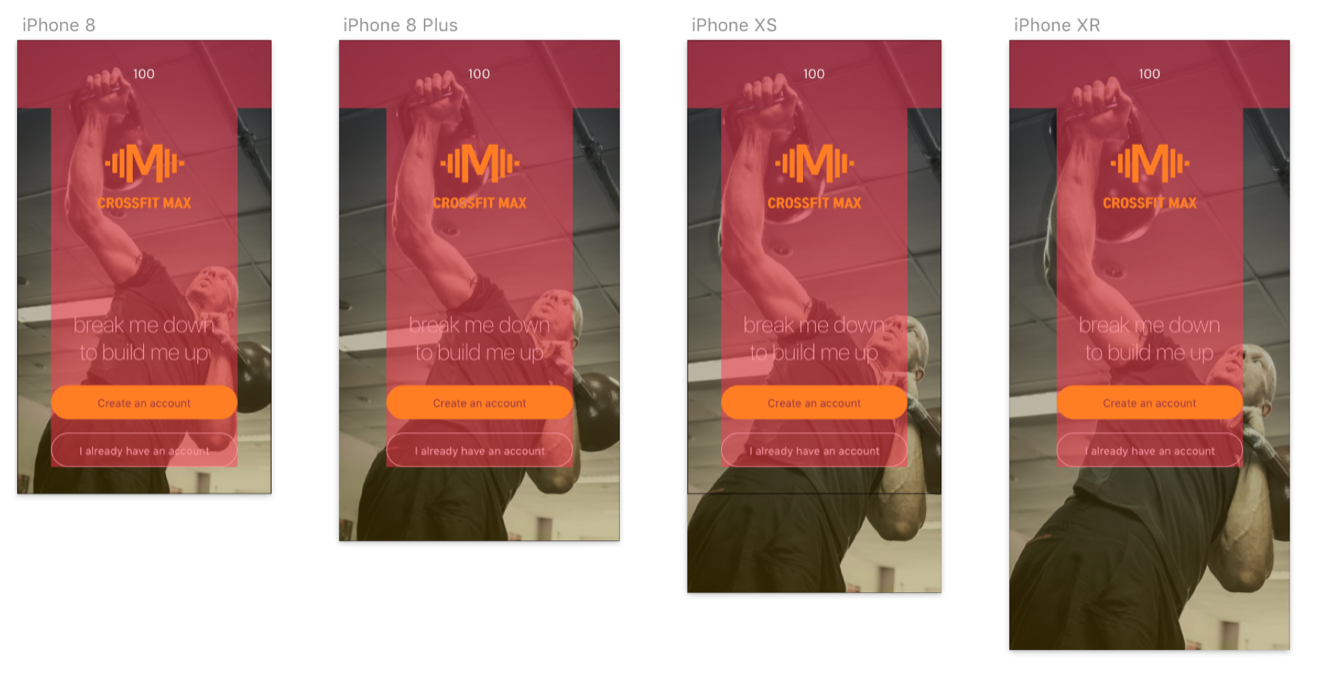 iPhone 8
100
M
CROSSFIT MAX
break me down
to build me up
Create an account
I already have an account
iPhone 8 Plus
100
M
CROSSFIT MAX
break me down
to build me up
Create an account
I already have an account
iPhone XS
100
M
CROSSFIT MAX
break me down
to build me up
Create an account
I already have an account
iPhone XR
100
M
CROSSFIT MAX
break me down
to build me up
Create an account
I already have an account